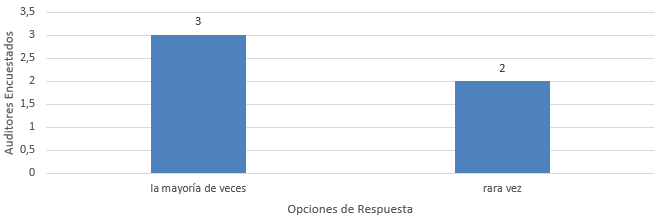 3,5
3
2,5
2
1,5
1
0,5
0
Auditores Encuestados
3
2
la mayoría de veces
rara vez
Opciones de Respuesta